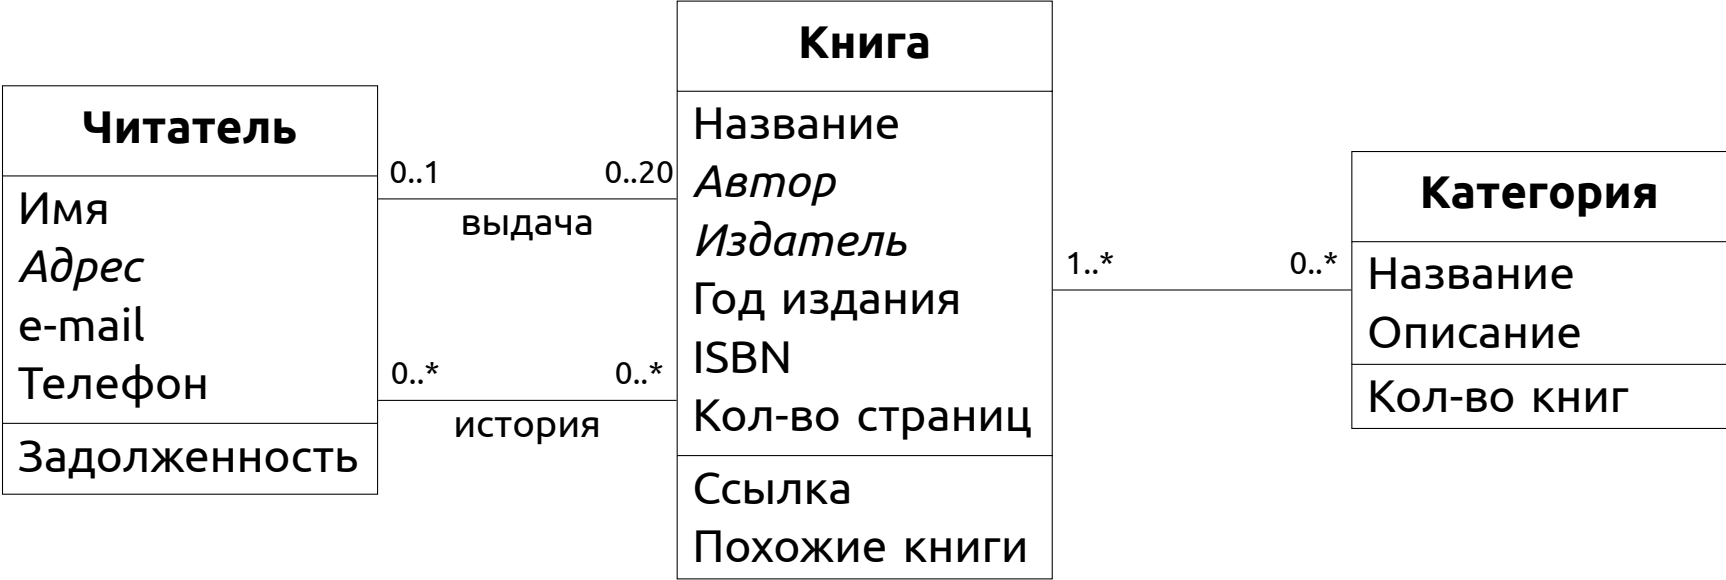 Читатель
Имя
Адрес
e-mail
Телефон
Задолженность
0..1
0..20
выдача
0..*
0..*
история
Книга
Название
Автор
Издатель
Год издания
ISBN
Кол-во страниц
Ссылка
Похожие книги
1..*
0..*
Категория
Название
Описание
Кол-во книг